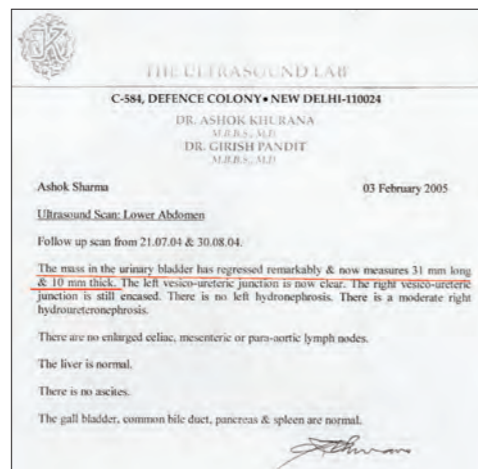 THE ULTRASOUND LAB
C-584, DEFENCE COLONY • NEW DELHI-110024
DR. ASHOK KHURANA
M.B.B.S., M.D.
DR. GIRISH PANDIT
M.B.B.S., M.D.
Ashok Sharma 03 February 2005
Ultrasound Scan: Lower Abdomen
Follow up scan from 21.07.04 & 30.08.04.
The mass in the urinary bladder has regressed remarkably & now measures 31 mm long
& 10 mm thick. The left vesico-ureteric junction is now clear. The right vesico-ureteric
junction is still encased. There is no left hydronephrosis. There is a moderate right
hydroureteronephrosis.
There are no enlarged celiac, mesenteric or para-aortic lymph nodes.
The liver is normal.
There is no ascites.
The gall bladder, common bile duct, pancreas & spleen are normal.